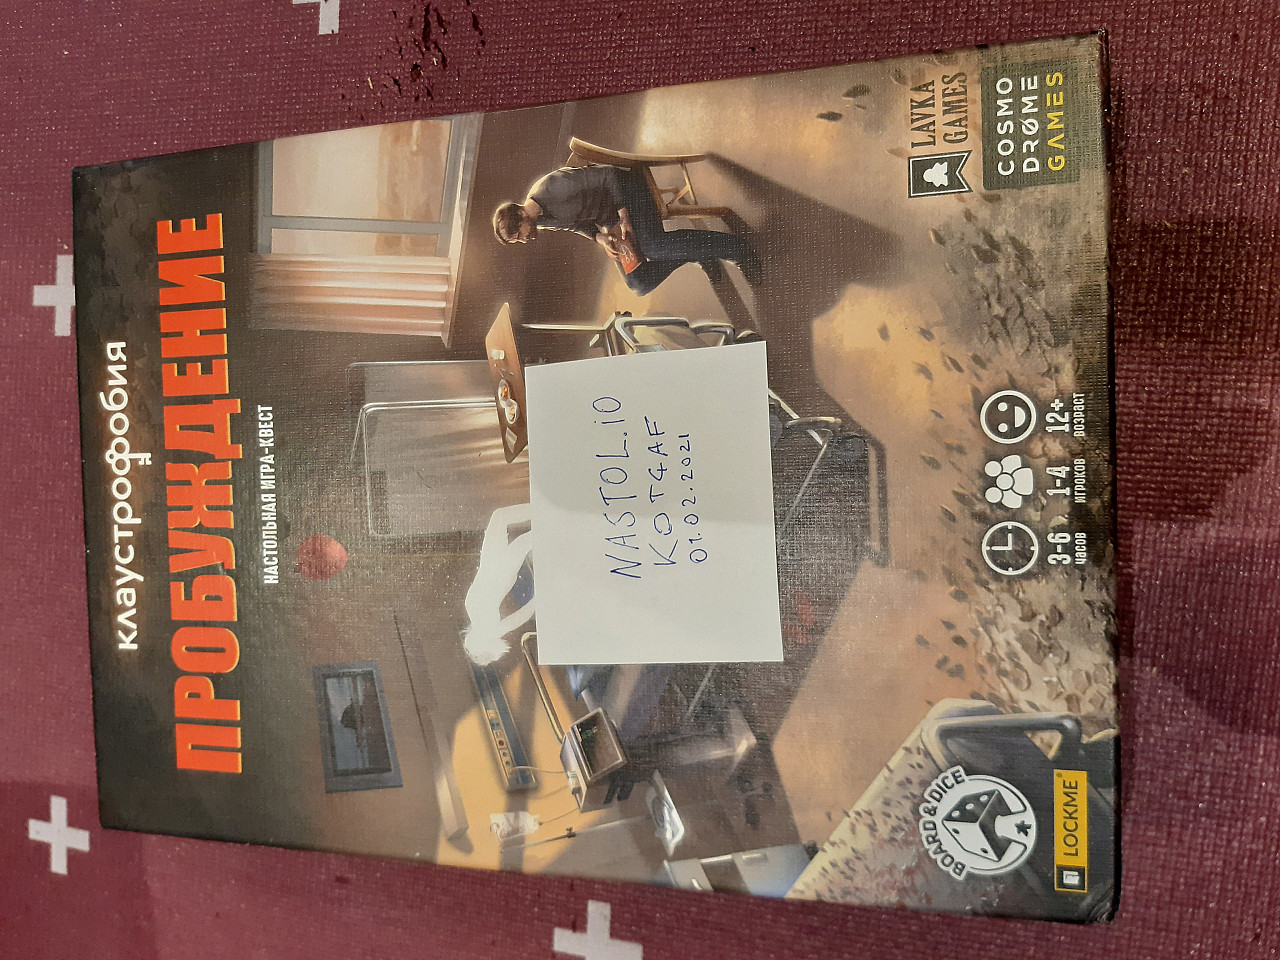 клаустрофобия
ПРОБУЖДЕНИЕ
НАСТОЛЬНАЯ ИГРА-КВЕСТ
NASTOL.IO
KOTGAF
01.02.2021
3-6
часов
1-4
игроков
12+
возраст
BOARD & DICE
LOCKME®
LAVKA
GAMES
COSMO
DRØME
GAMES